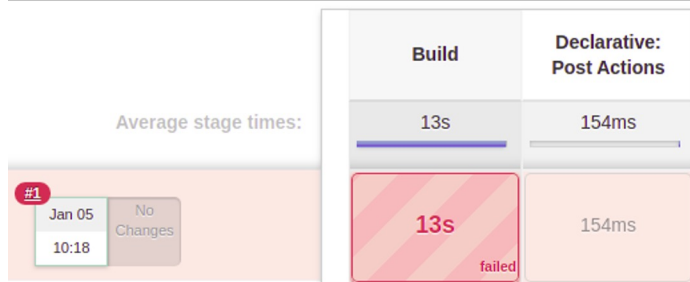 Build
Declarative:
Post Actions
Average stage times:
13s
154ms
#1
Jan 05
10:18
No
Changes
13s
failed
154ms